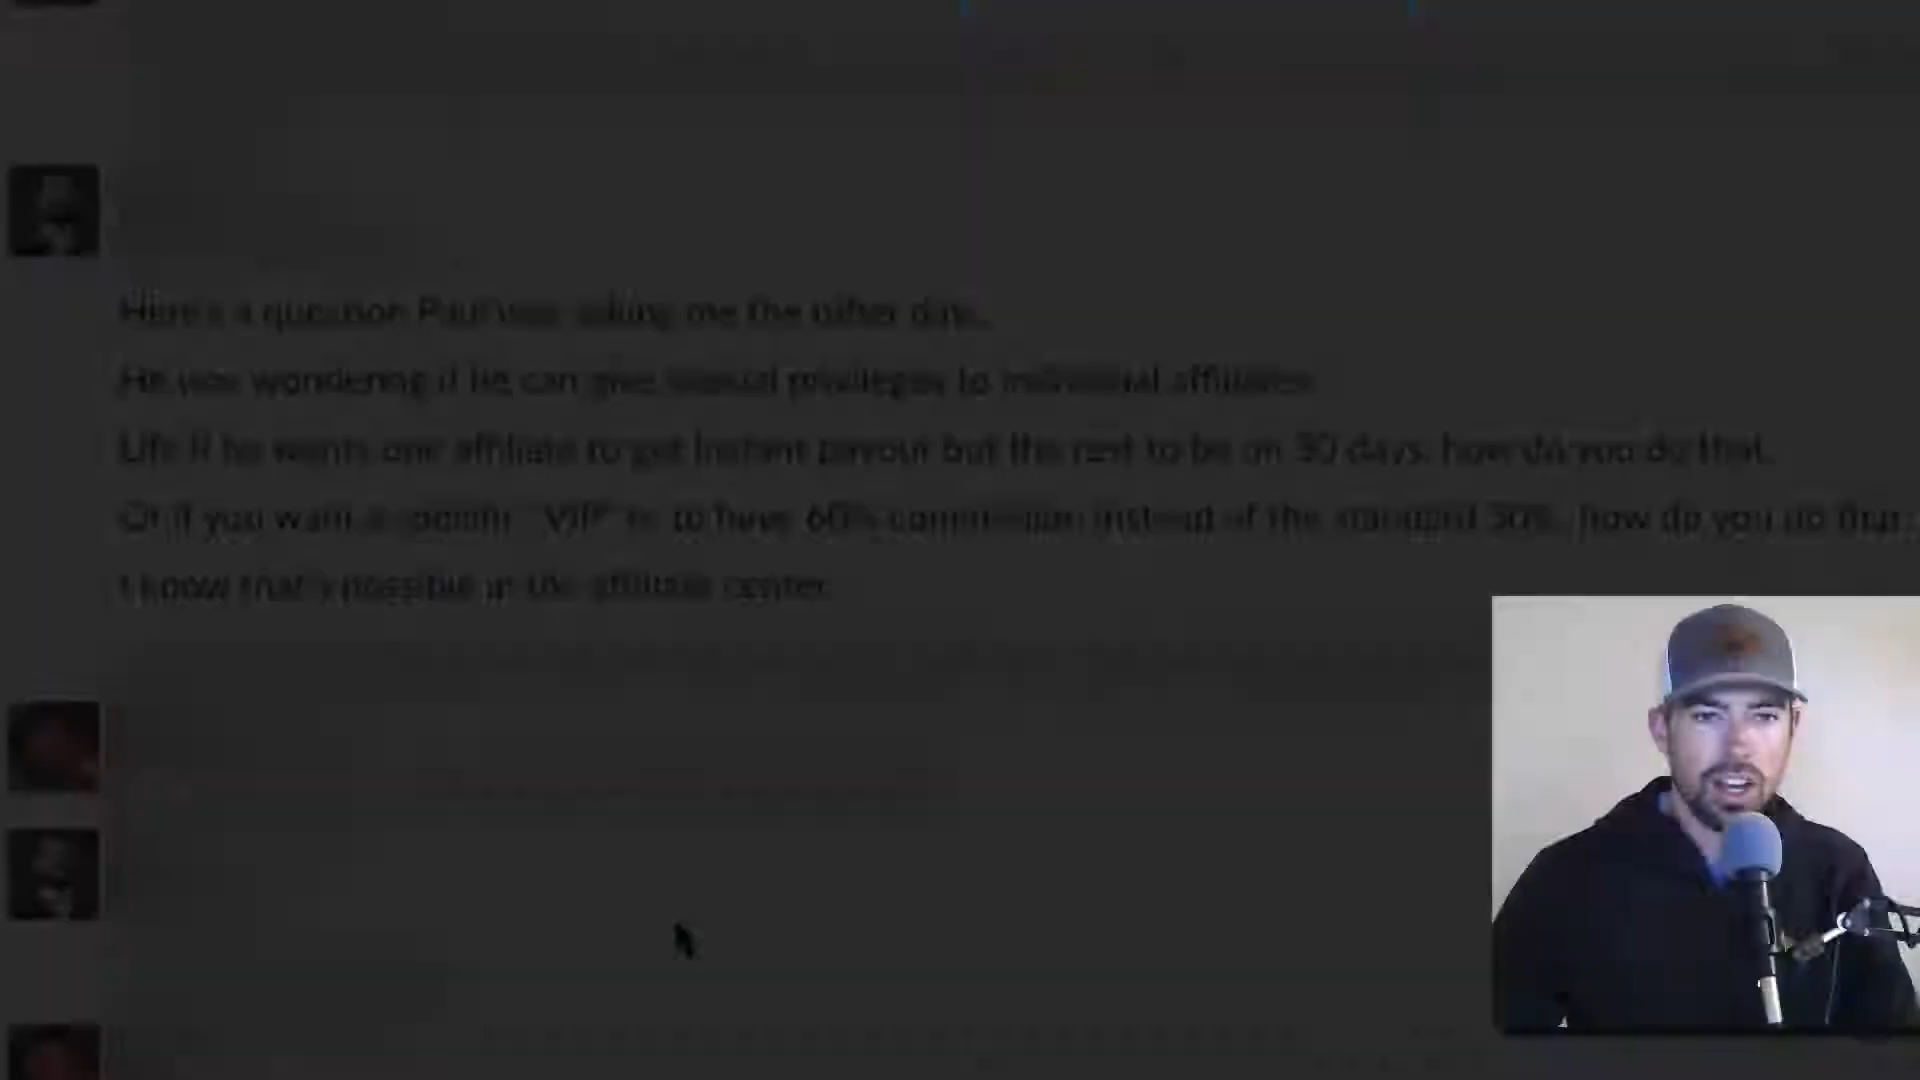 Here's a question Paul was asking me the other day.
He was wondering if he can give special privileges to individual affiliates
Like if he wants one affiliate to get instant payout but the rest to be on 30 days, how do you do that.
Or if you want a specific "VIP" to have 60% commission instead of the standard 50%, how do you do that
I know that's possible in the affiliate center